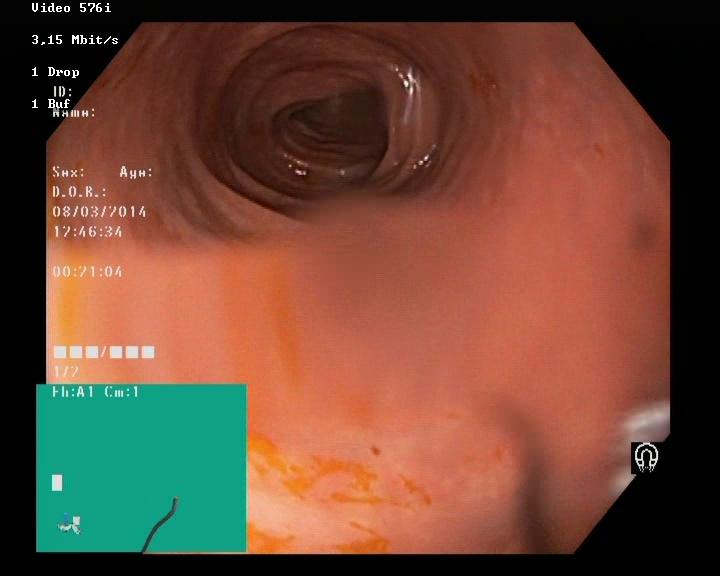 Video 576i
3,15 Mbit/s
1 Drop
ID:
1 Buf
Name:
Sex: Age:
D.O.R.:
08/03/2014
12:46:34
00:21:04
1/2
Eh:A1 Cm:1